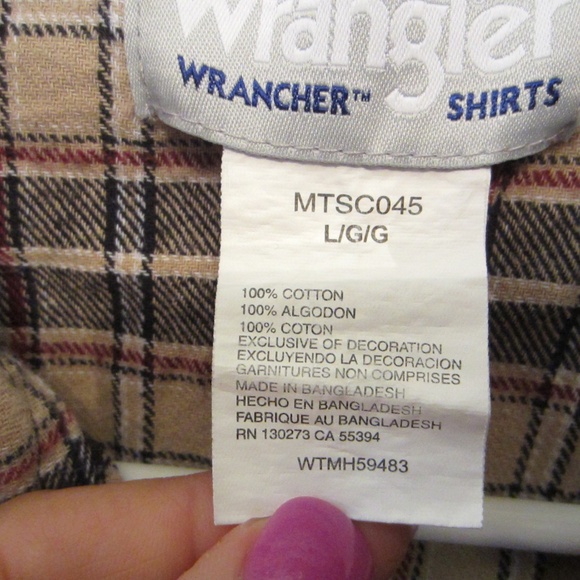 Wrangler
WRANCHER™ SHIRTS
MTSC045
L/G/G
100% COTTON
100% ALGODON
100% COTON
EXCLUSIVE OF DECORATION
EXCLUYENDO LA DECORACION
GARNITURES NON COMPRISES
MADE IN BANGLADESH
HECHO EN BANGLADESH
FABRIQUE AU BANGLADESH
RN 130273 CA 55394
WTMH59483